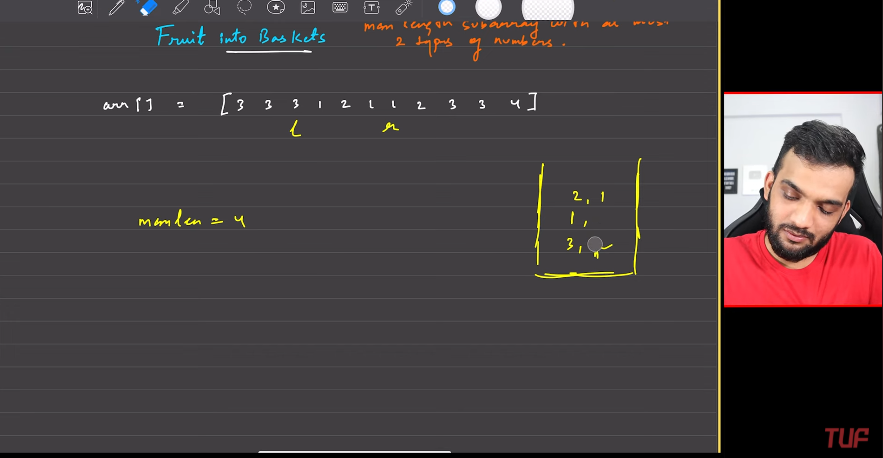 Fruit into Baskets
max length subarray with at most
2 types of numbers.
arr[] = [3 3 3 1 2 1 1 2 3 3 4]
l r
2, 1
maxlen = 4
1,
3,
TUF